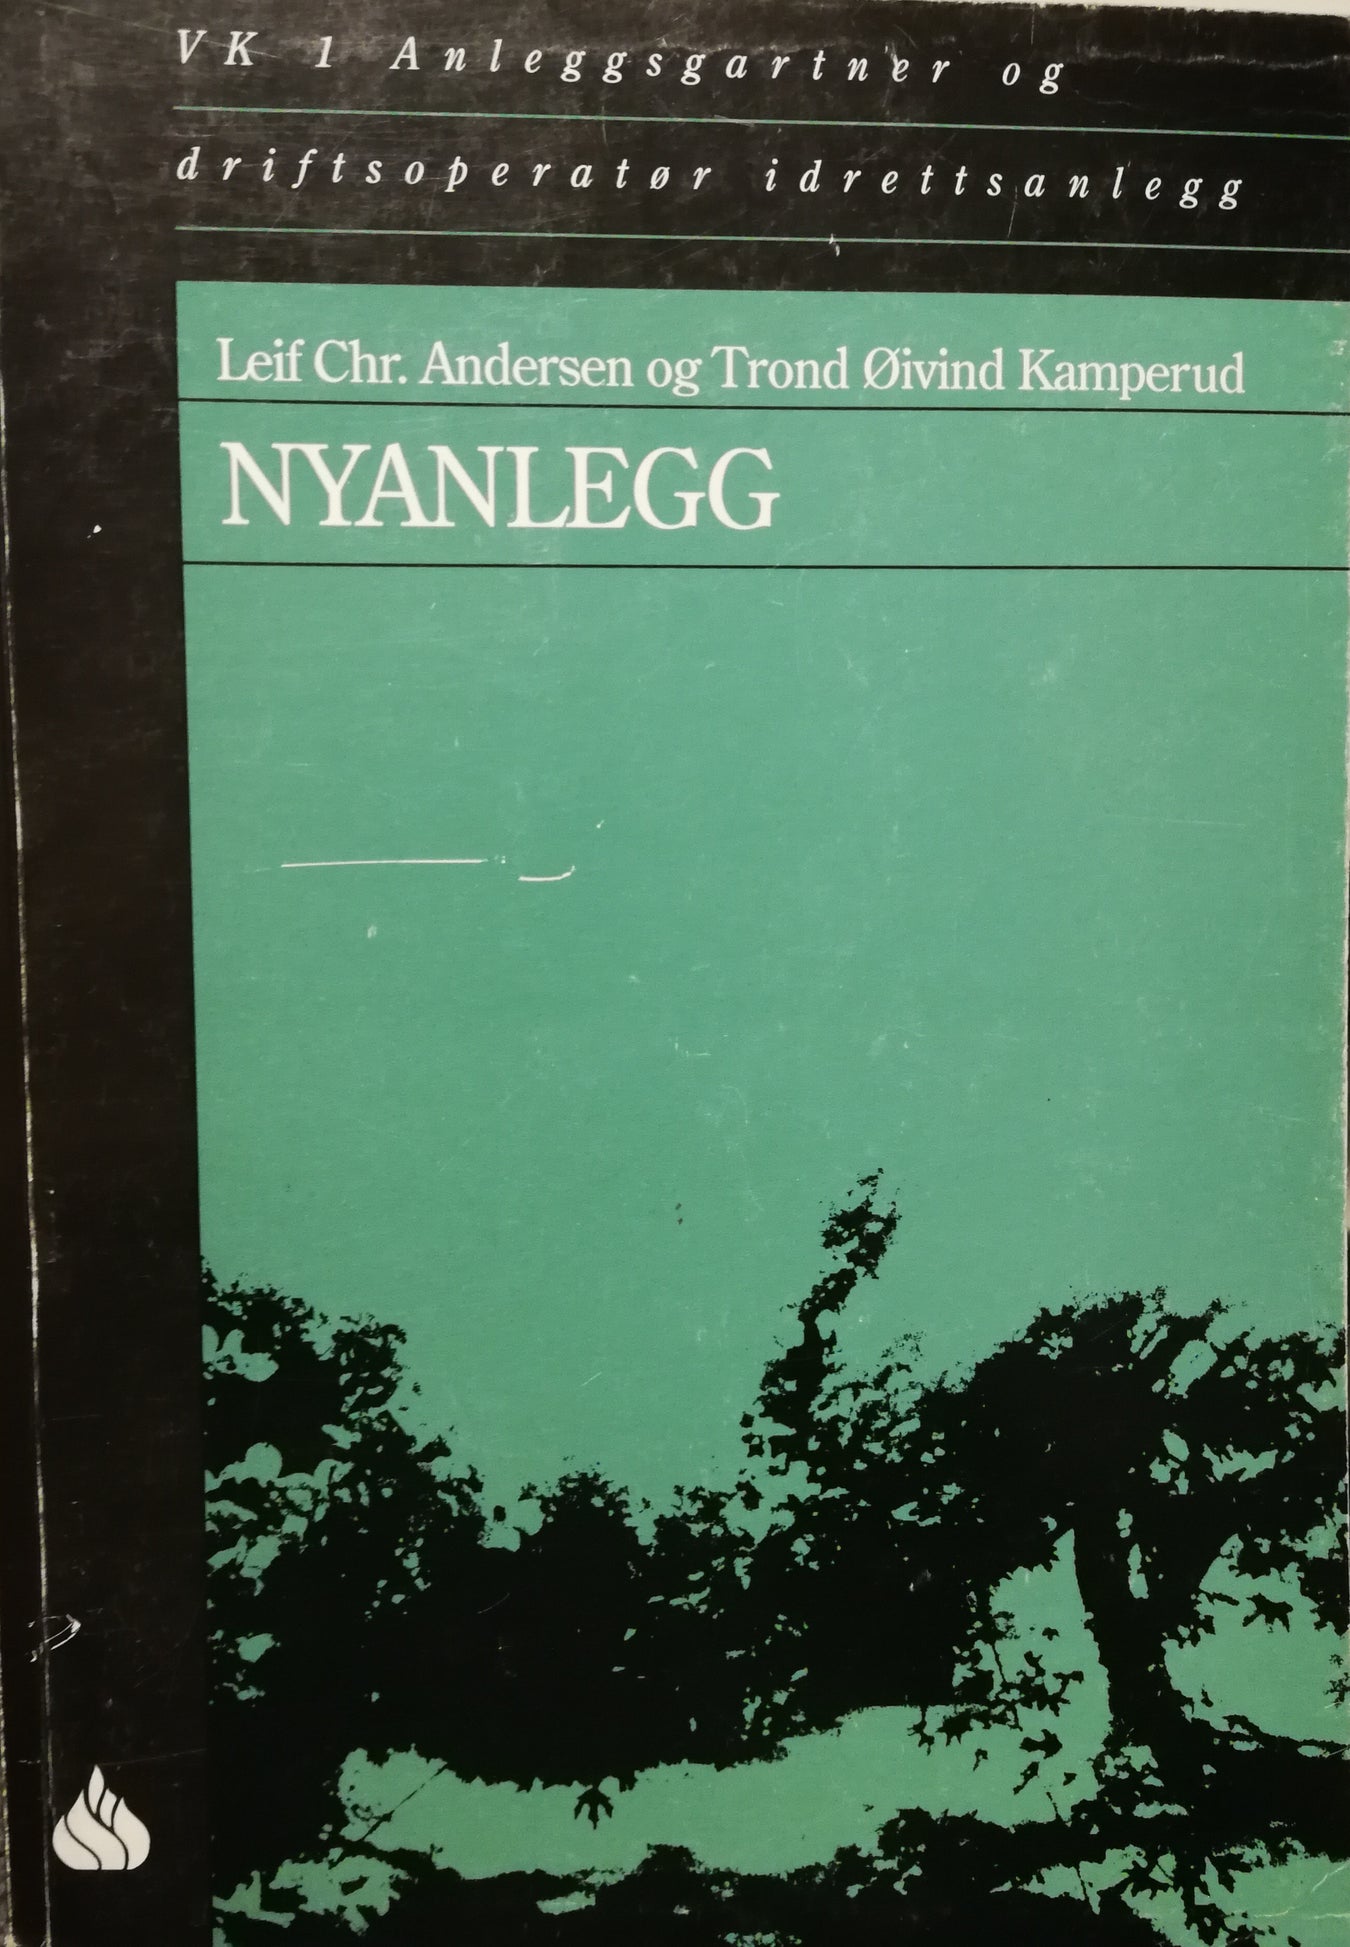 VK 1 Anleggsgartner og
driftsoperatør idrettsanlegg
Leif Chr. Andersen og Trond Øivind Kamperud
NYANLEGG